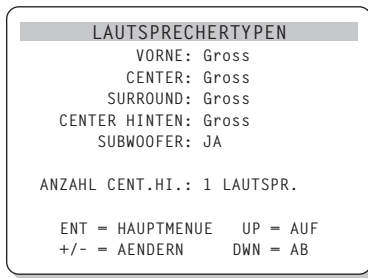 LAUTSPRECHERTYPEN
VORNE: Gross
CENTER: Gross
SURROUND: Gross
CENTER HINTEN: Gross
SUBWOOFER: JA
ANZAHL CENT.HI.: 1 LAUTSPR.
ENT = HAUPTMENUE UP = AUF
+/- = AENDERN DWN = AB